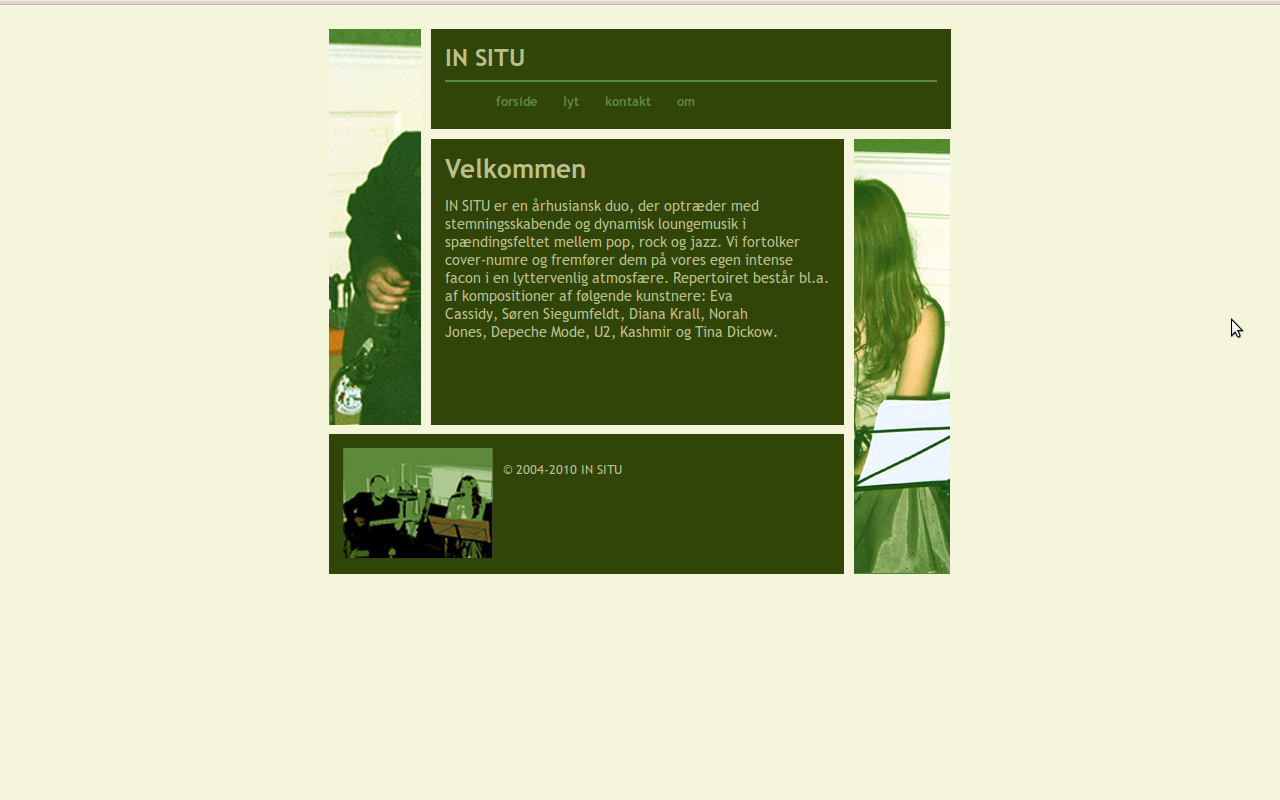 IN SITU
forside lyt kontakt om
Velkommen
IN SITU er en århusiansk duo, der optræder med
stemningsskabende og dynamisk loungemusik i
spændingsfeltet mellem pop, rock og jazz. Vi fortolker
cover-numre og fremfører dem på vores egen intense
facon i en lyttervenlig atmosfære. Repertoiret består bl.a.
af kompositioner af følgende kunstnere: Eva
Cassidy, Søren Siegumfeldt, Diana Krall, Norah
Jones, Depeche Mode, U2, Kashmir og Tina Dickow.
© 2004-2010 IN SITU